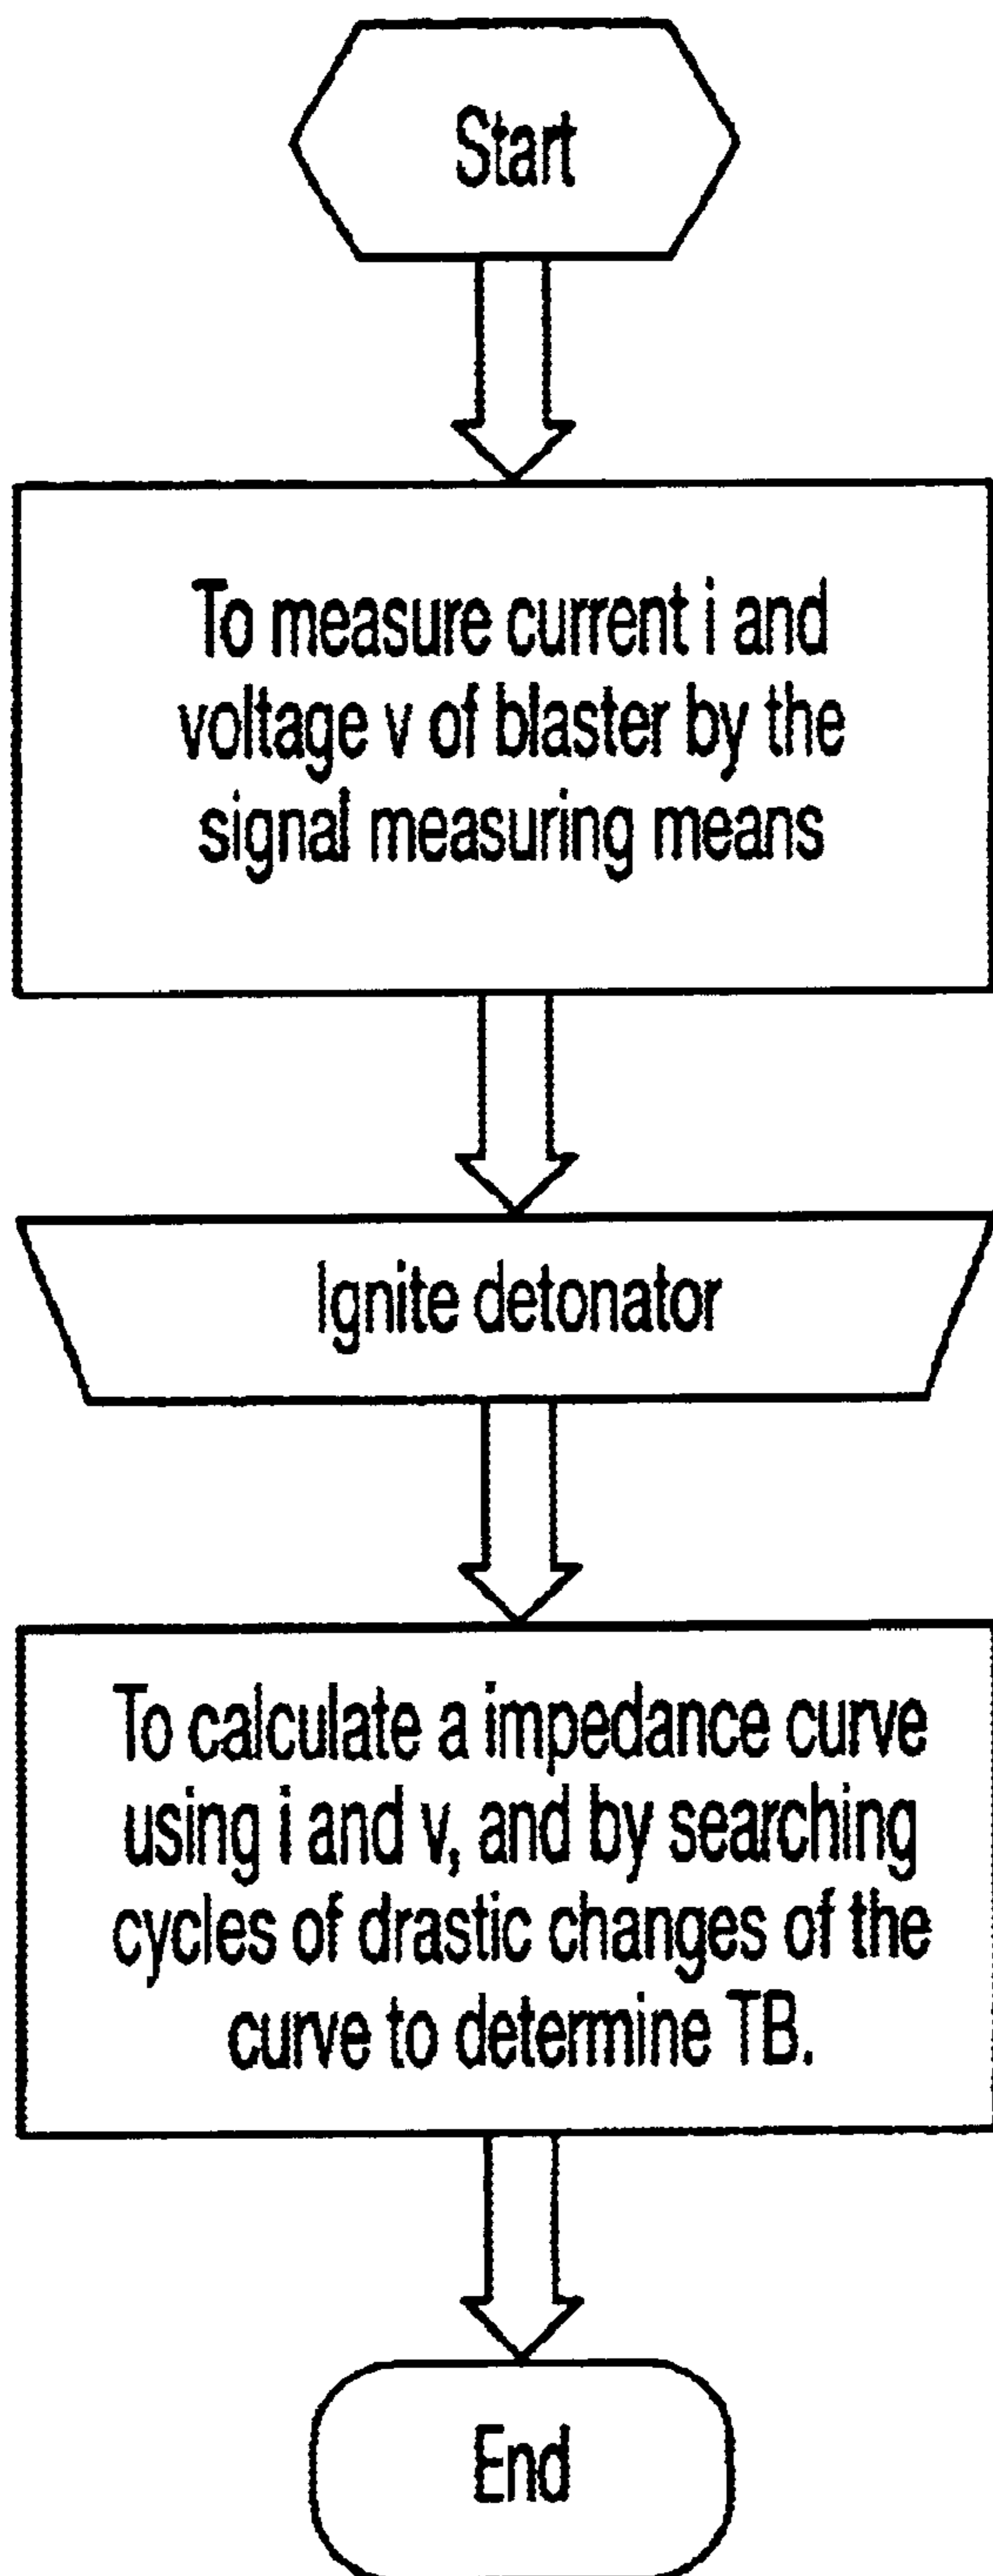 Start
To measure current i and
voltage v of blaster by the
signal measuring means
Ignite detonator
To calculate a impedance curve
using i and v, and by searching
cycles of drastic changes of the
curve to determine TB.
End